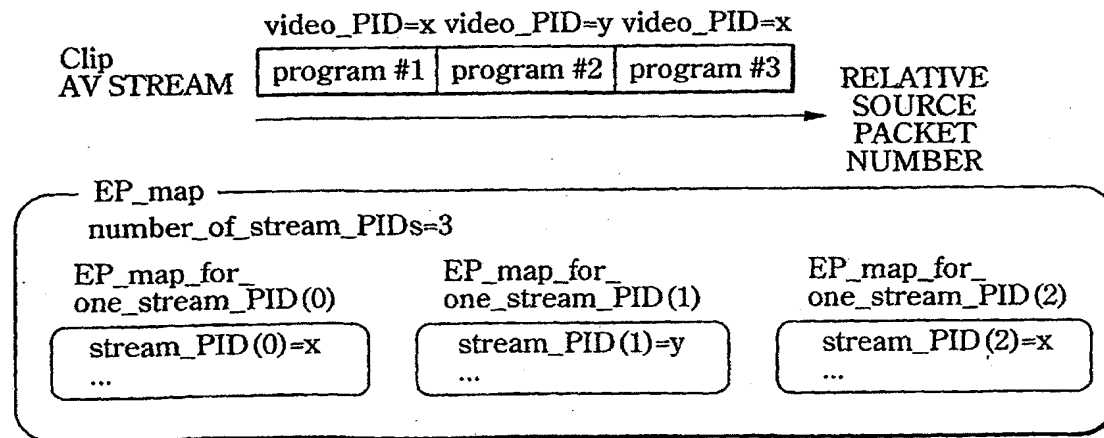 video_PID=x video_PID=y video_PID=x
Clip
AV STREAM
program #1 program #2 program #3
RELATIVE
SOURCE
PACKET
NUMBER
EP_map
number_of_stream_PIDs=3
EP_map_for_
one_stream_PID(0)
stream_PID(0)=x
...
EP_map_for_
one_stream_PID(1)
stream_PID(1)=y
...
EP_map_for_
one_stream_PID(2)
stream_PID(2)=x
...